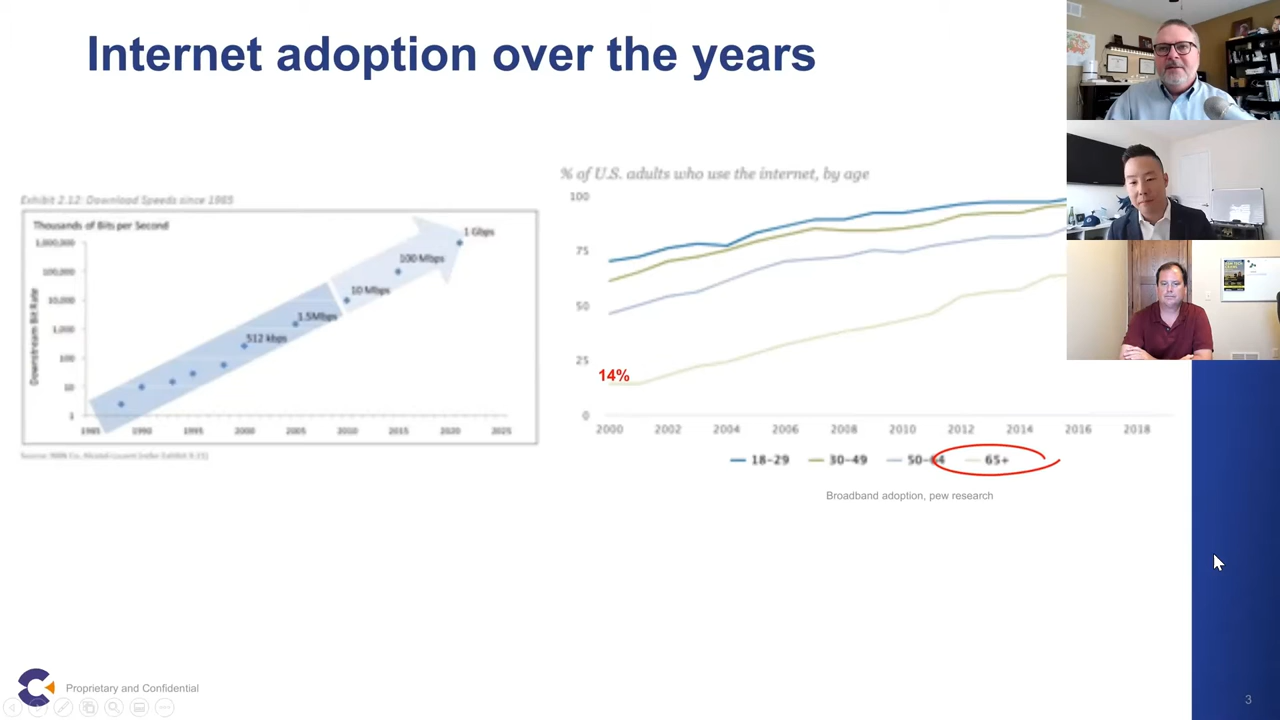 Internet adoption over the years
Exhibit 2.12: Download Speeds since 1985
Thousands of Bits per Second
1,000,000
100,000
10,000
1,000
100
10
1
Downstream Bit Rate
512 kbps
1.5Mbps
10 Mbps
100 Mbps
1 Gbps
1985 1990 1995 2000 2005 2010 2015 2020 2025
% of U.S. adults who use the internet, by age
100
75
50
25
0
14%
2000 2002 2004 2006 2008 2010 2012 2014 2016 2018
18-29 30-49 50-64 65+
Broadband adoption, pew research
Proprietary and Confidential
3